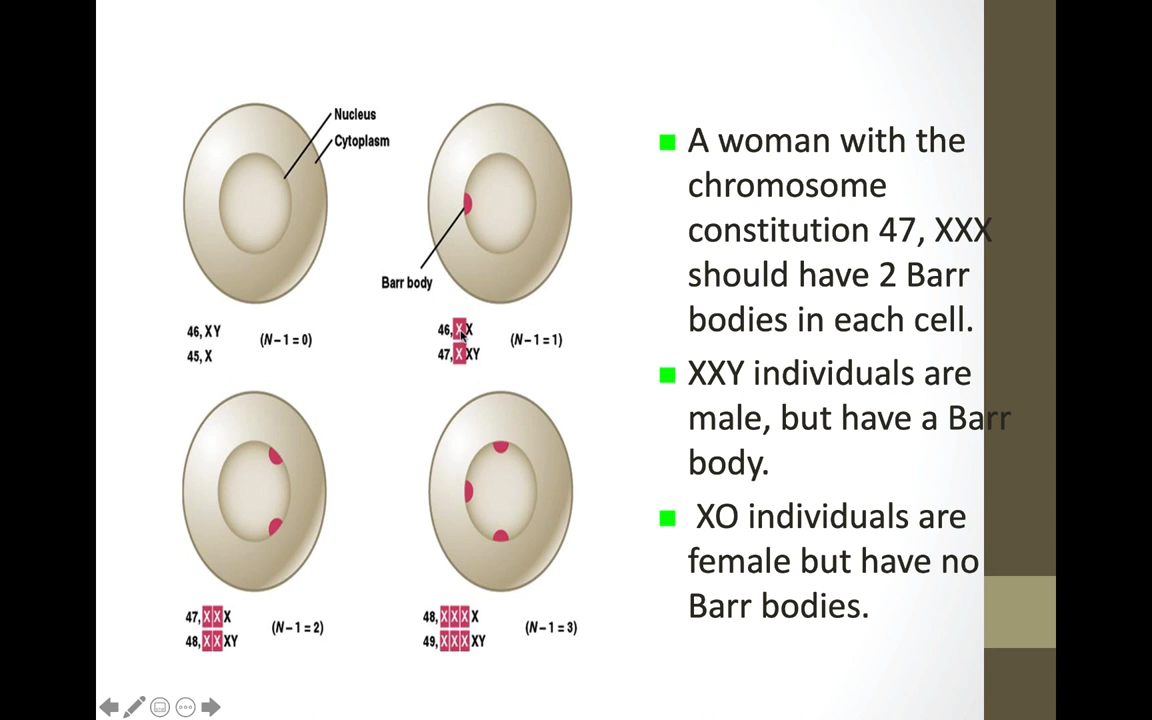 Nucleus
Cytoplasm
Barr body
46, XY
45, X
(N – 1 = 0)
46, XX
47, XXY
(N – 1 = 1)
47, XXX
48, XXXY
(N – 1 = 2)
48, XXXX
49, XXXXY
(N – 1 = 3)
A woman with the
chromosome
constitution 47, XXX
should have 2 Barr
bodies in each cell.
XXY individuals are
male, but have a Barr
body.
XO individuals are
female but have no
Barr bodies.